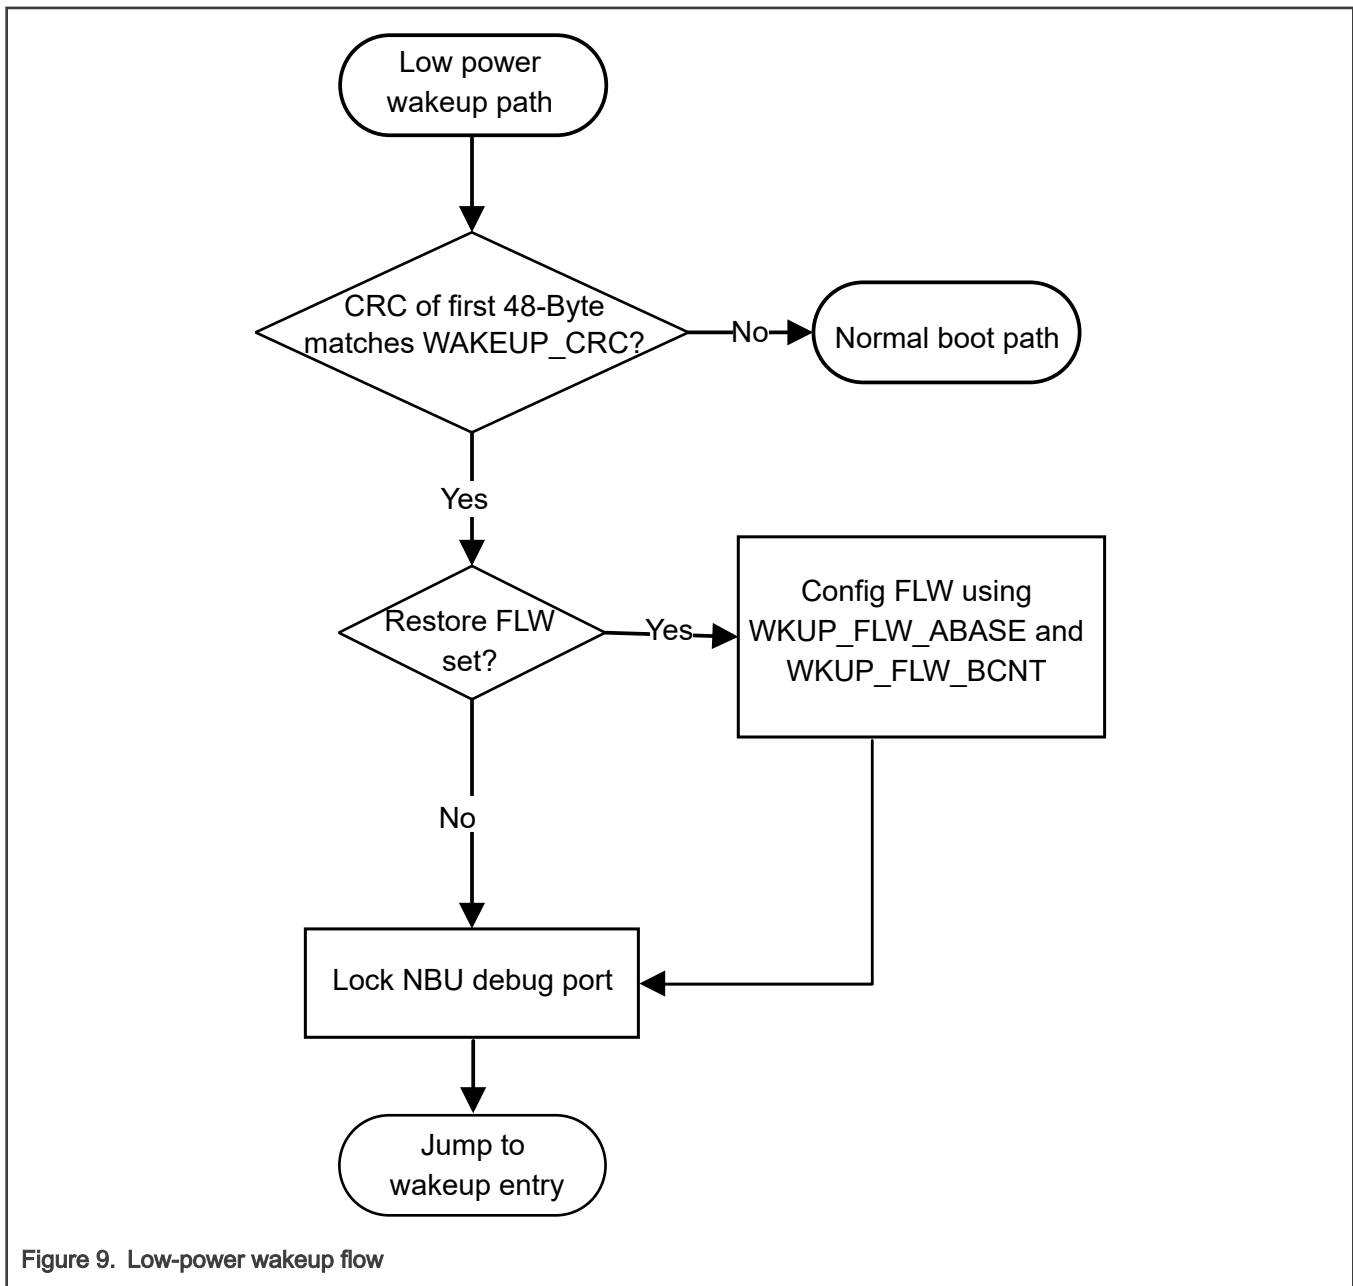 Low power
wakeup path
CRC of first 48-Byte
matches WAKEUP_CRC?
No
Normal boot path
Yes
Restore FLW
set?
Yes
Config FLW using
WKUP_FLW_ABASE and
WKUP_FLW_BCNT
No
Lock NBU debug port
Jump to
wakeup entry
Figure 9. Low-power wakeup flow